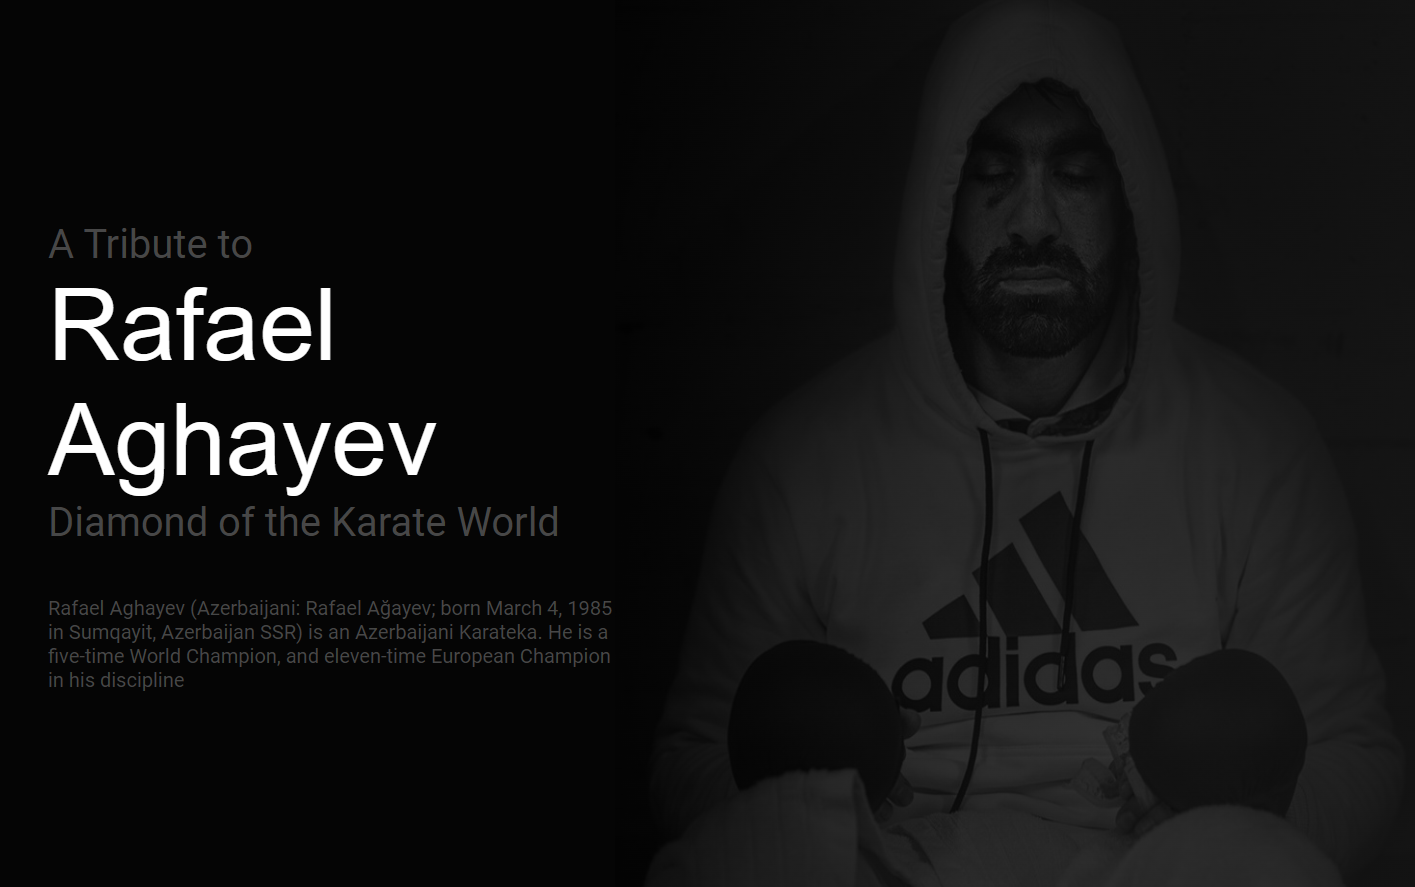 A Tribute to
Rafael
Aghayev
Diamond of the Karate World
Rafael Aghayev (Azerbaijani: Rafael Ağayev; born March 4, 1985
in Sumqayit, Azerbaijan SSR) is an Azerbaijani Karateka. He is a
five-time World Champion, and eleven-time European Champion
in his discipline
adidas